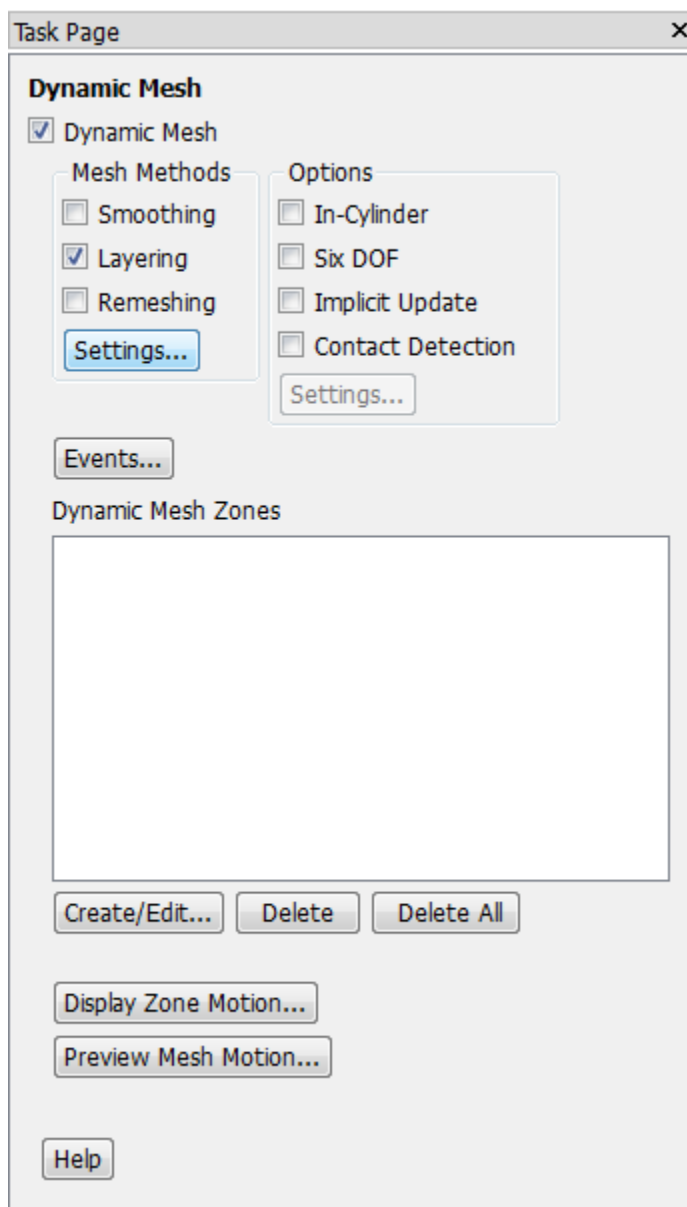 Task Page
Dynamic Mesh
Dynamic Mesh
Mesh Methods
Smoothing
Layering
Remeshing
Settings...
Options
In-Cylinder
Six DOF
Implicit Update
Contact Detection
Settings...
Events...
Dynamic Mesh Zones
Create/Edit... Delete Delete All
Display Zone Motion...
Preview Mesh Motion...
Help